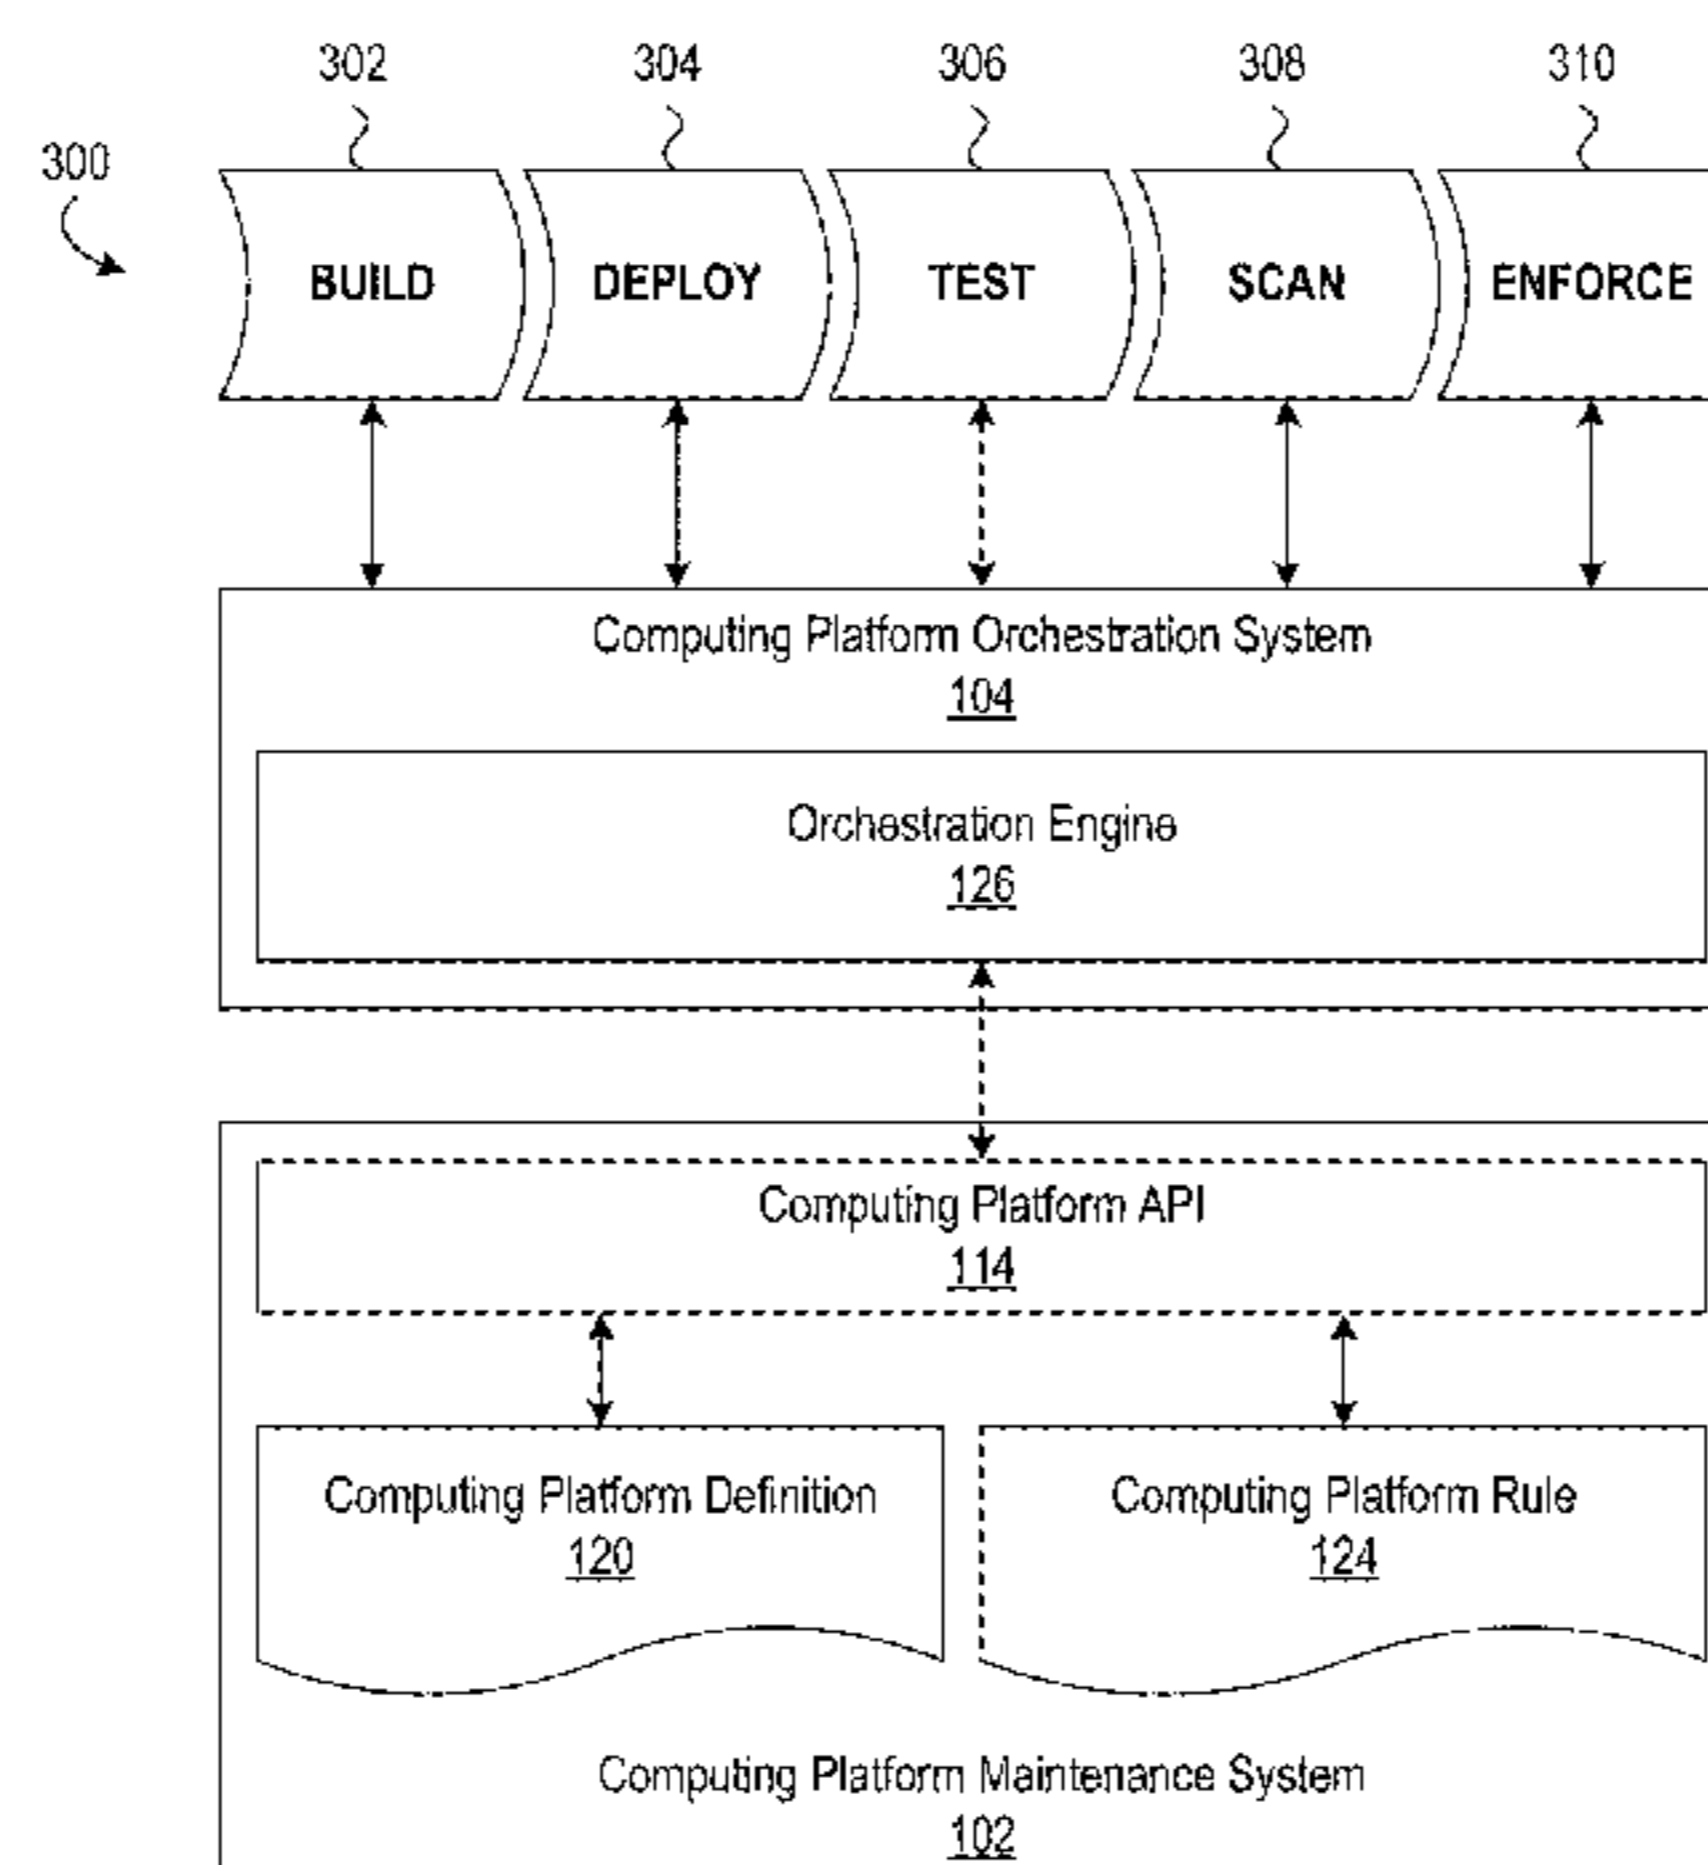 302 304 306 308 310
300
BUILD DEPLOY TEST SCAN ENFORCE
Computing Platform Orchestration System
104
Orchestration Engine
126
Computing Platform API
114
Computing Platform Definition
120
Computing Platform Rule
124
Computing Platform Maintenance System
102